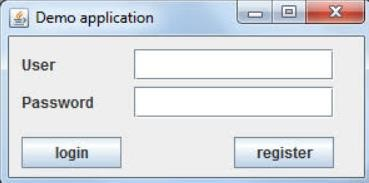 Demo application
User
Password
login
register